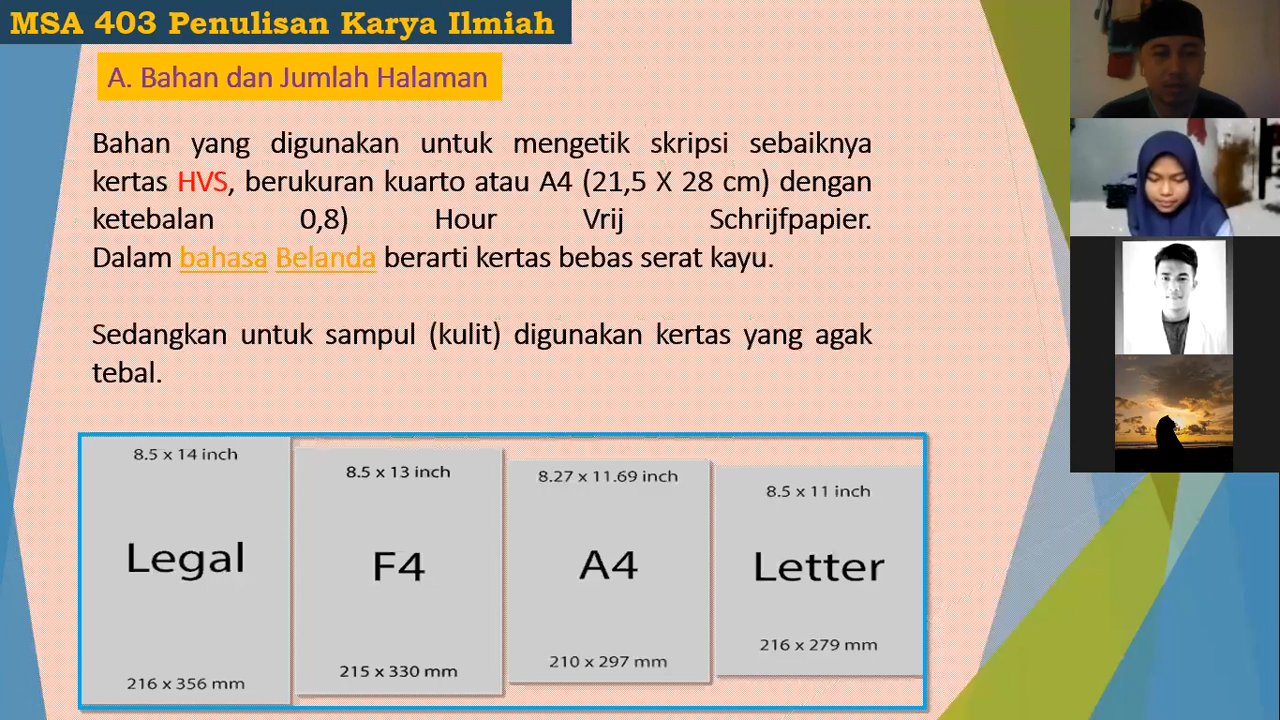 MSA 403 Penulisan Karya Ilmiah
A. Bahan dan Jumlah Halaman
Bahan yang digunakan untuk mengetik skripsi sebaiknya
kertas HVS, berukuran kuarto atau A4 (21,5 X 28 cm) dengan
ketebalan 0,8) Hour Vrij Schrijfpapier.
Dalam bahasa Belanda berarti kertas bebas serat kayu.
Sedangkan untuk sampul (kulit) digunakan kertas yang agak
tebal.
8.5 x 14 inch
Legal
216 x 356 mm
8.5 x 13 inch
F4
215 x 330 mm
8.27 x 11.69 inch
A4
210 x 297 mm
8.5 x 11 inch
Letter
216 x 279 mm